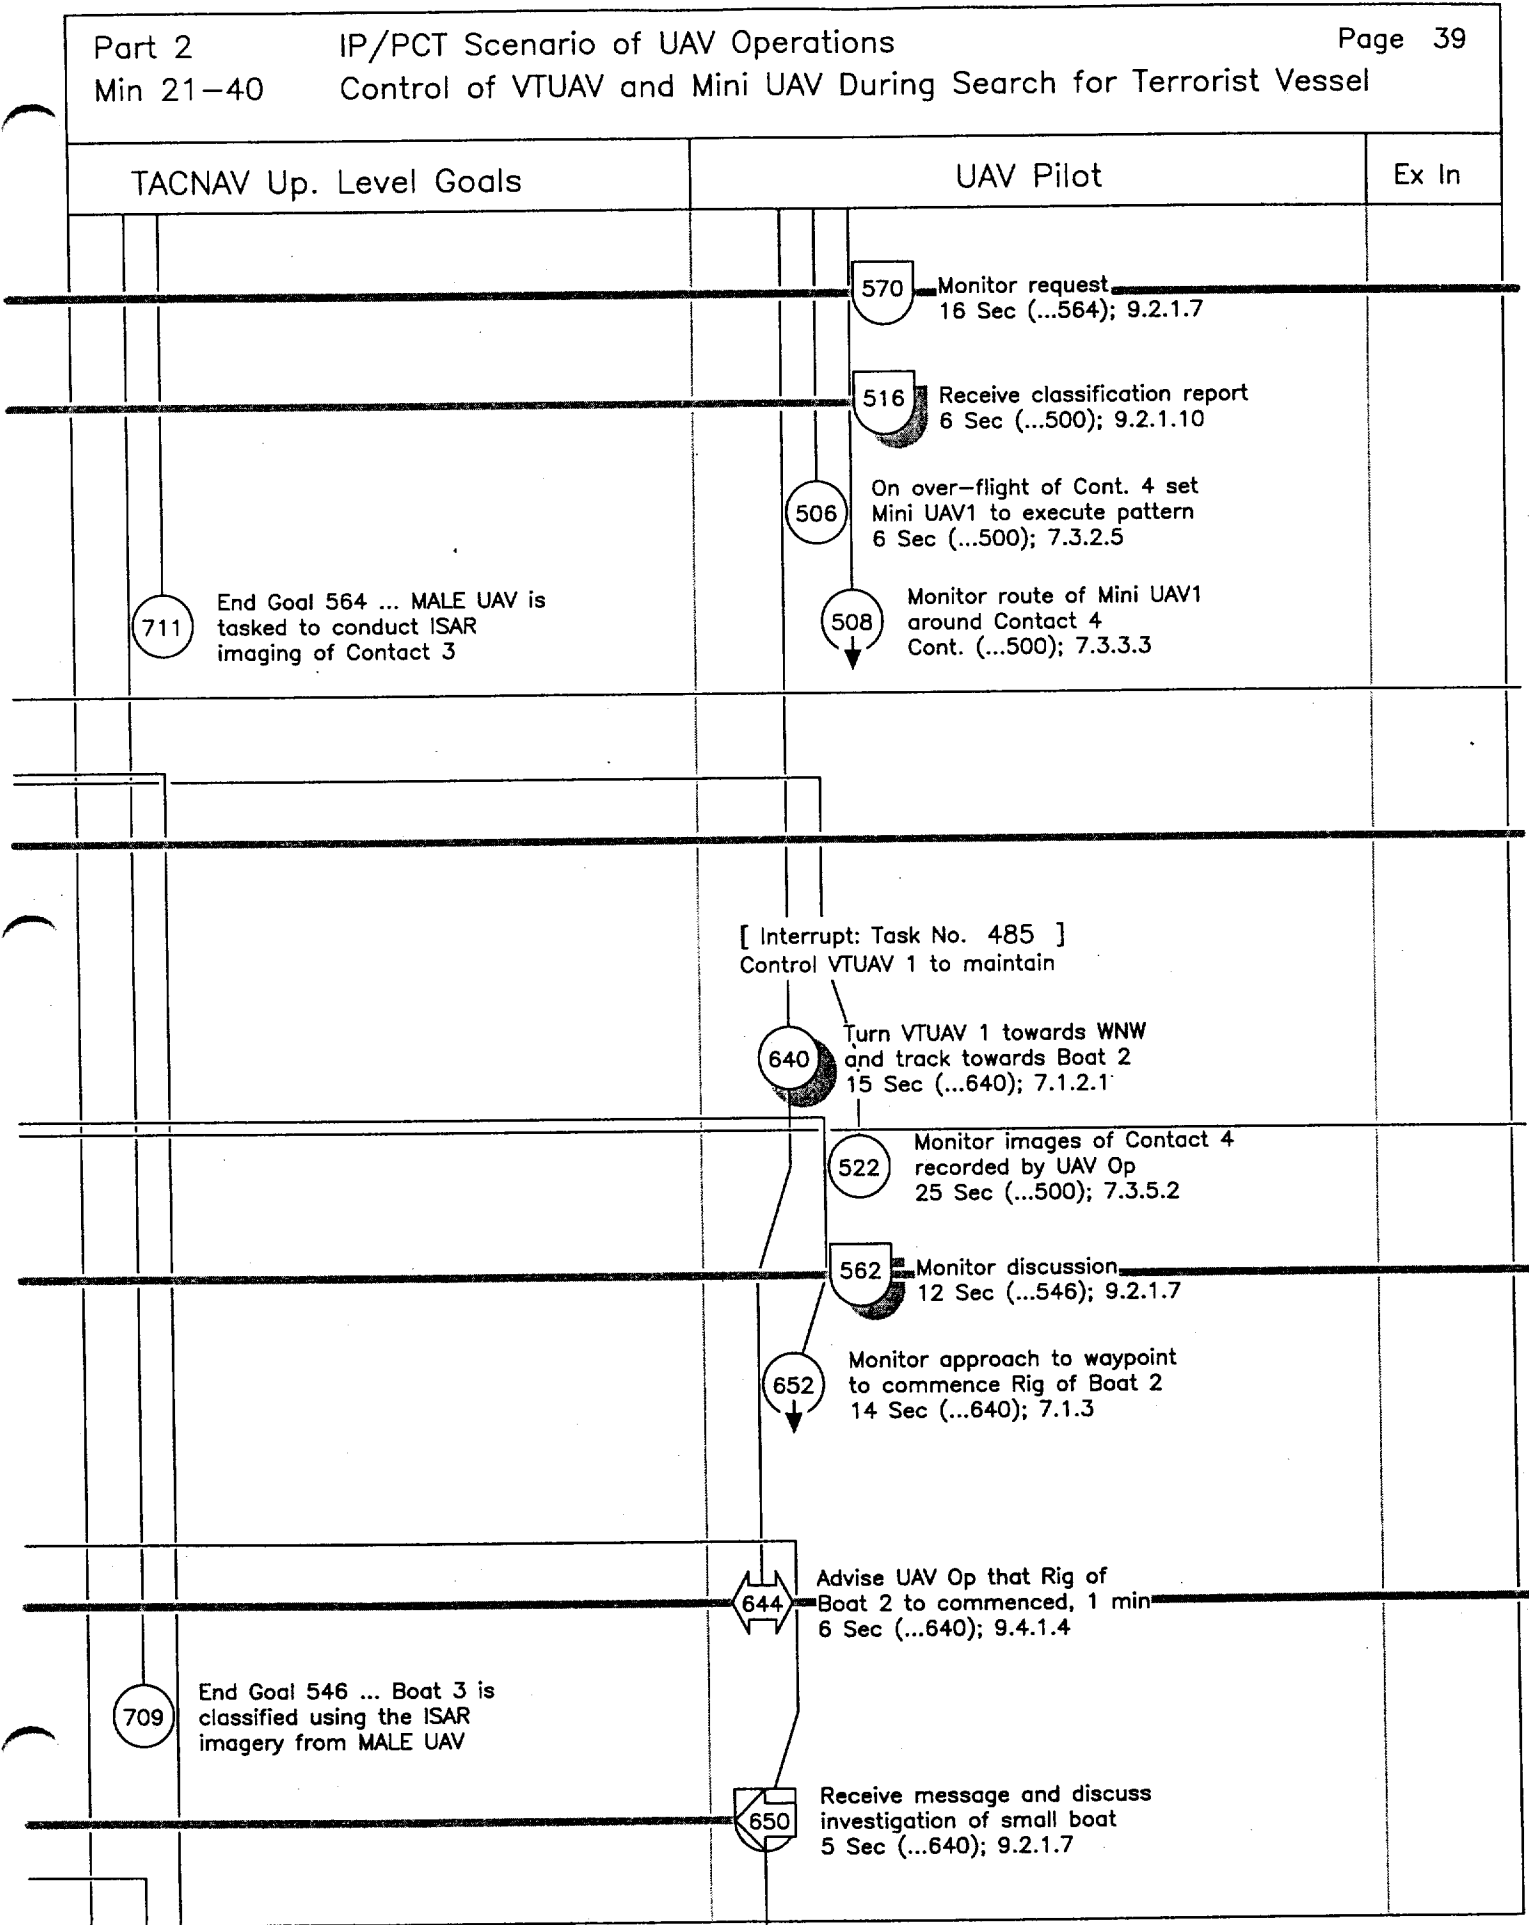 Part 2 IP/PCT Scenario of UAV Operations Page 39
Min 21-40 Control of VTUAV and Mini UAV During Search for Terrorist Vessel
TACNAV Up. Level Goals UAV Pilot Ex In
570 Monitor request
16 Sec (...564); 9.2.1.7
516 Receive classification report
6 Sec (...500); 9.2.1.10
506 On over-flight of Cont. 4 set
Mini UAV1 to execute pattern
6 Sec (...500); 7.3.2.5
711 End Goal 564 ... MALE UAV is
tasked to conduct ISAR
imaging of Contact 3
508 Monitor route of Mini UAV1
around Contact 4
Cont. (...500); 7.3.3.3
[ Interrupt: Task No. 485 ]
Control VTUAV 1 to maintain
640 Turn VTUAV 1 towards WNW
and track towards Boat 2
15 Sec (...640); 7.1.2.1
522 Monitor images of Contact 4
recorded by UAV Op
25 Sec (...500); 7.3.5.2
562 Monitor discussion
12 Sec (...546); 9.2.1.7
652 Monitor approach to waypoint
to commence Rig of Boat 2
14 Sec (...640); 7.1.3
644 Advise UAV Op that Rig of
Boat 2 to commenced, 1 min
6 Sec (...640); 9.4.1.4
709 End Goal 546 ... Boat 3 is
classified using the ISAR
imagery from MALE UAV
650 Receive message and discuss
investigation of small boat
5 Sec (...640); 9.2.1.7